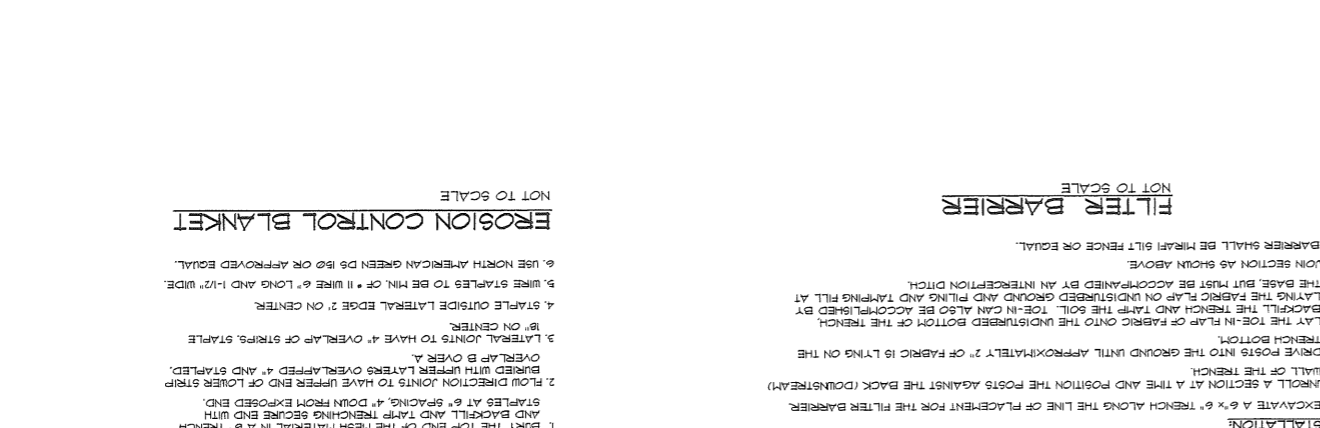 STALLATION:
EXCAVATE A 6"x 6" TRENCH ALONG THE LINE OF PLACEMENT FOR THE FILTER BARRIER.
UNROLL A SECTION AT A TIME AND POSITION THE POSTS AGAINST THE BACK (DOWNSTREAM)
WALL OF THE TRENCH.
DRIVE POSTS INTO THE GROUND UNTIL APPROXIMATELY 2" OF FABRIC IS LYING ON THE
TRENCH BOTTOM.
LAY THE TOE-IN FLAP OF FABRIC ONTO THE UNDISTURBED BOTTOM OF THE TRENCH,
BACKFILL THE TRENCH AND TAMP THE SOIL. TOE-IN CAN ALSO BE ACCOMPLISHED BY
LAYING THE FABRIC FLAP ON UNDISTURBED GROUND AND PILING AND TAMPING FILL AT
THE BASE, BUT MUST BE ACCOMPANIED BY AN INTERCEPTION DITCH.
JOIN SECTION AS SHOWN ABOVE.
BARRIER SHALL BE MIRAFI SILT FENCE OR EQUAL.
FILTER BARRIER
NOT TO SCALE
1. BURY THE TOP END OF THE MESH MATERIAL IN A 6" TRENCH
AND BACKFILL AND TAMP TRENCHING SECURE END WITH
STAPLES AT 6" SPACING, 4" DOWN FROM EXPOSED END.
2. FLOW DIRECTION JOINTS TO HAVE UPPER END OF LOWER STRIP
BURIED WITH UPPER LAYERS OVERLAPPED 4" AND STAPLED.
OVERLAP B OVER A.
3. LATERAL JOINTS TO HAVE 4" OVERLAP OF STRIPS. STAPLE
18" ON CENTER.
4. STAPLE OUTSIDE LATERAL EDGE 2' ON CENTER.
5. WIRE STAPLES TO BE MIN. OF # 11 WIRE 6" LONG AND 1-1/2" WIDE.
6. USE NORTH AMERICAN GREEN DS 150 OR APPROVED EQUAL.
EROSION CONTROL BLANKET
NOT TO SCALE